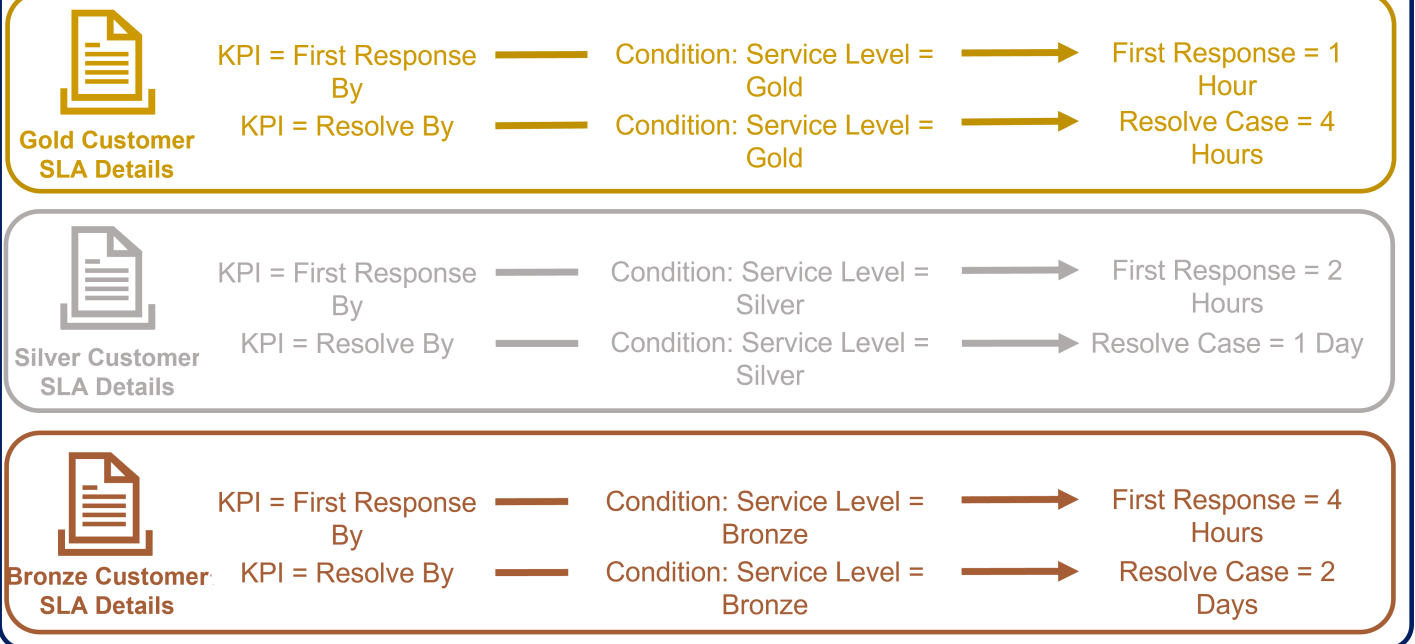 KPI = First Response By
Condition: Service Level = Gold
First Response = 1 Hour
KPI = Resolve By
Condition: Service Level = Gold
Resolve Case = 4 Hours
Gold Customer
SLA Details
KPI = First Response By
Condition: Service Level = Silver
First Response = 2 Hours
KPI = Resolve By
Condition: Service Level = Silver
Resolve Case = 1 Day
Silver Customer
SLA Details
KPI = First Response By
Condition: Service Level = Bronze
First Response = 4 Hours
KPI = Resolve By
Condition: Service Level = Bronze
Resolve Case = 2 Days
Bronze Customer
SLA Details